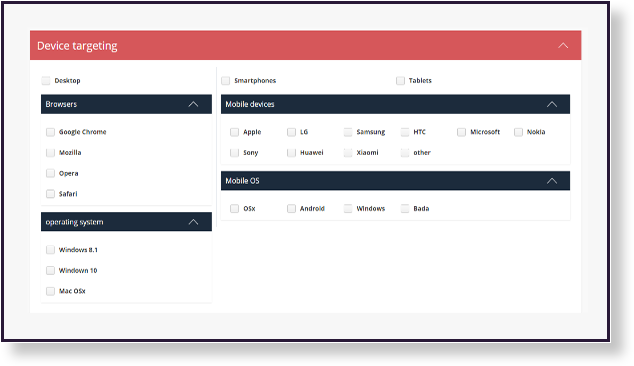 Device targeting
Desktop
Smartphones
Tablets
Browsers
Google Chrome
Mozilla
Opera
Safari
operating system
Windows 8.1
Windown 10
Mac OSx
Mobile devices
Apple LG Samsung HTC Microsoft Nokia
Sony Huawei Xiaomi other
Mobile OS
OSx Android Windows Bada